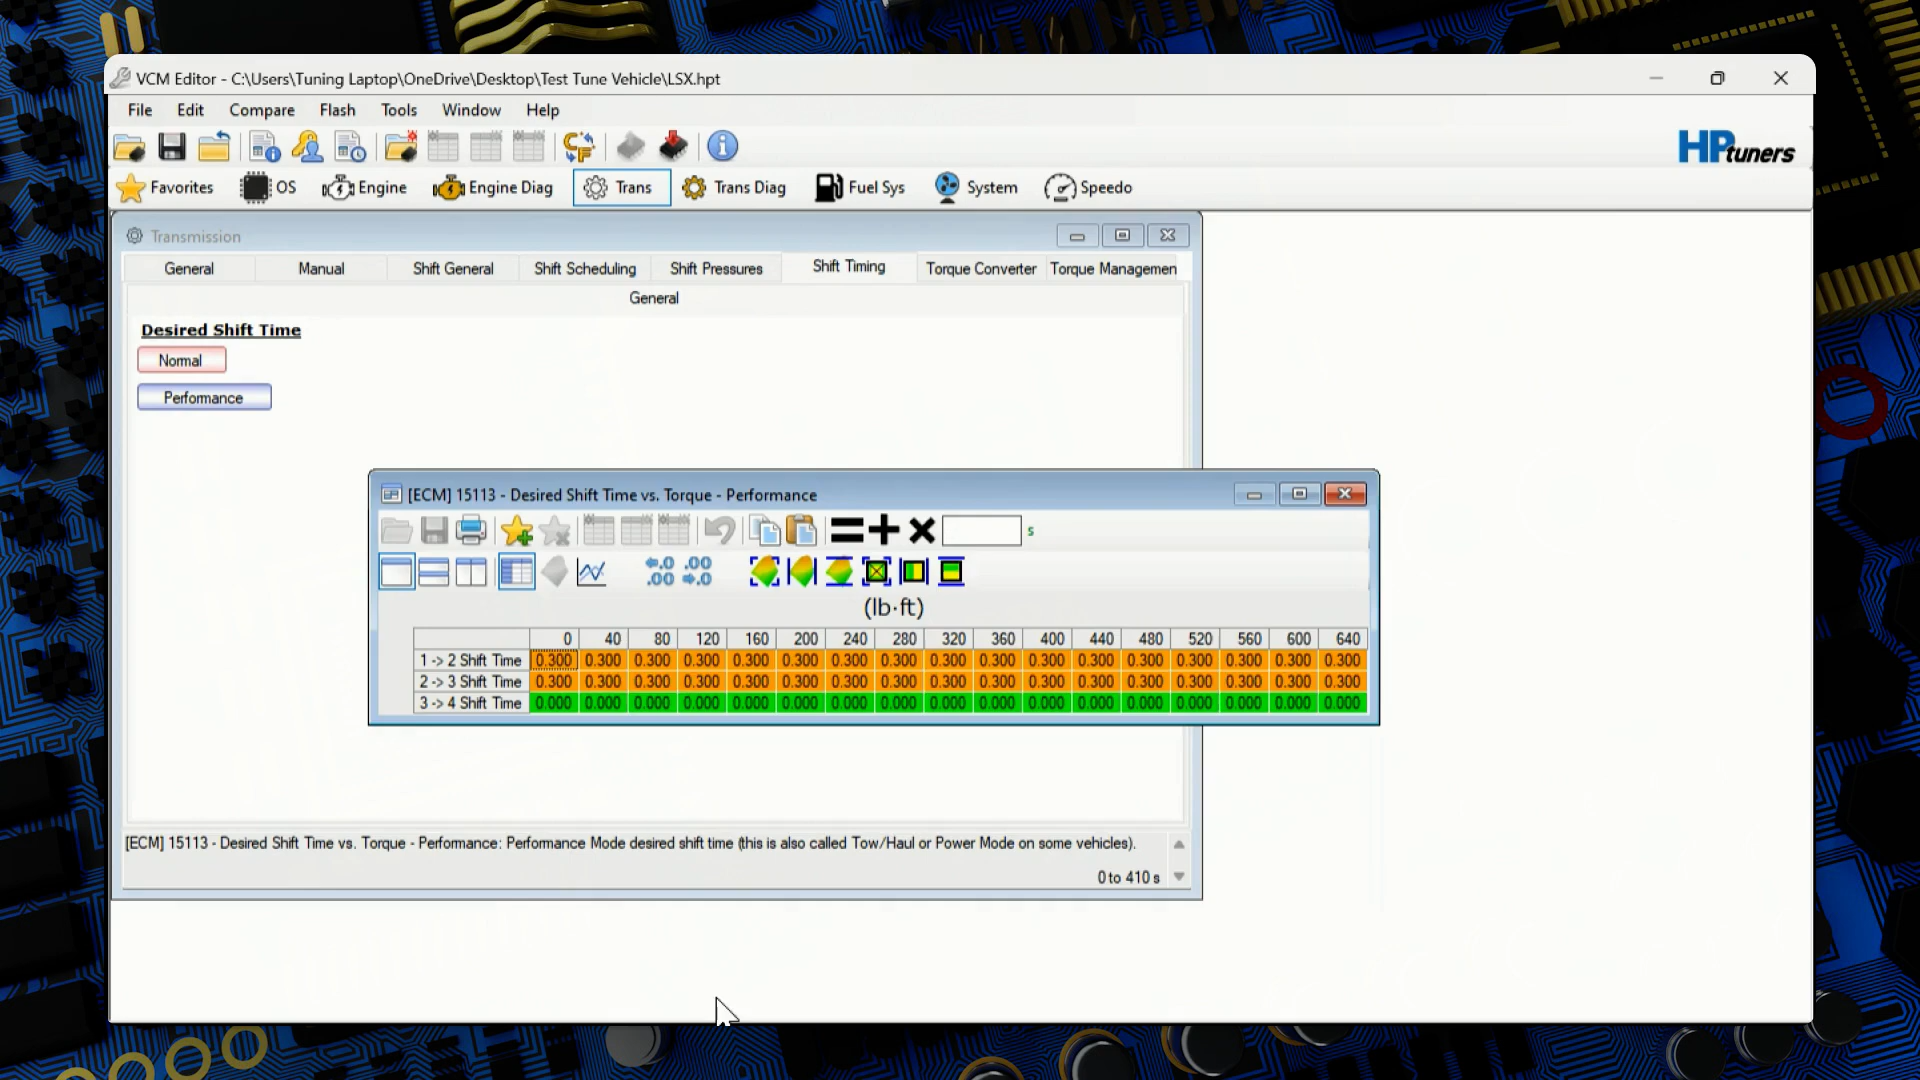 VCM Editor - C:\Users\Tuning Laptop\OneDrive\Desktop\Test Tune Vehicle\LSX.hpt
File Edit Compare Flash Tools Window Help
HPtuners
Favorites OS Engine Engine Diag Trans Trans Diag Fuel Sys System Speedo
Transmission
General Manual Shift General Shift Scheduling Shift Pressures Shift Timing Torque Converter Torque Managemen
General
Desired Shift Time
Normal
Performance
[ECM] 15113 - Desired Shift Time vs. Torque - Performance
s
(lb·ft)
0 40 80 120 160 200 240 280 320 360 400 440 480 520 560 600 640
1 -> 2 Shift Time 0.300 0.300 0.300 0.300 0.300 0.300 0.300 0.300 0.300 0.300 0.300 0.300 0.300 0.300 0.300 0.300 0.300
2 -> 3 Shift Time 0.300 0.300 0.300 0.300 0.300 0.300 0.300 0.300 0.300 0.300 0.300 0.300 0.300 0.300 0.300 0.300 0.300
3 -> 4 Shift Time 0.000 0.000 0.000 0.000 0.000 0.000 0.000 0.000 0.000 0.000 0.000 0.000 0.000 0.000 0.000 0.000 0.000
[ECM] 15113 - Desired Shift Time vs. Torque - Performance: Performance Mode desired shift time (this is also called Tow/Haul or Power Mode on some vehicles).
0 to 410 s